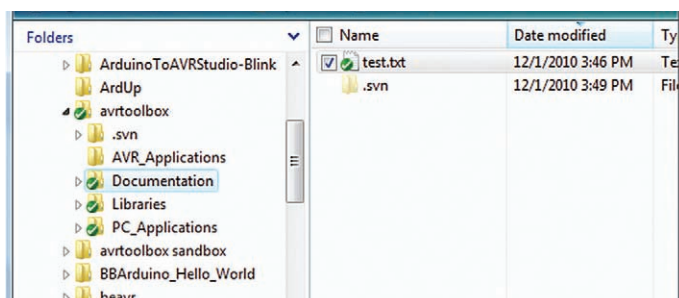 Folders
ArduinoToAVRStudio-Blink
ArdUp
avrtoolbox
.svn
AVR_Applications
Documentation
Libraries
PC_Applications
avrtoolbox sandbox
BBArduino_Hello_World
Name Date modified
test.txt 12/1/2010 3:46 PM
.svn 12/1/2010 3:49 PM